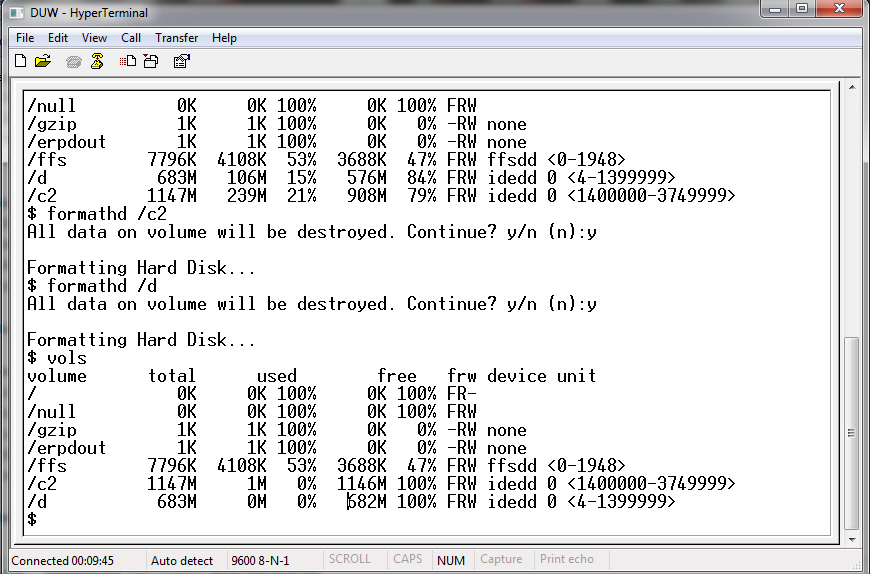 DUW - HyperTerminal
File Edit View Call Transfer Help
/null 0K 0K 100% 0K 100% FRW
/gzip 1K 1K 100% 0K 0% -RW none
/erpdout 1K 1K 100% 0K 0% -RW none
/ffs 7796K 4108K 53% 3688K 47% FRW ffsdd <0-1948>
/d 683M 106M 15% 576M 84% FRW idedd 0 <4-1399999>
/c2 1147M 239M 21% 908M 79% FRW idedd 0 <1400000-3749999>
$ formathd /c2
All data on volume will be destroyed. Continue? y/n (n):y
Formatting Hard Disk...
$ formathd /d
All data on volume will be destroyed. Continue? y/n (n):y
Formatting Hard Disk...
$ vols
volume total used free frw device unit
/ 0K 0K 100% 0K 100% FR-
/null 0K 0K 100% 0K 100% FRW
/gzip 1K 1K 100% 0K 0% -RW none
/erpdout 1K 1K 100% 0K 0% -RW none
/ffs 7796K 4108K 53% 3688K 47% FRW ffsdd <0-1948>
/c2 1147M 1M 0% 1146M 100% FRW idedd 0 <1400000-3749999>
/d 683M 0M 0% 682M 100% FRW idedd 0 <4-1399999>
$
Connected 00:09:45 Auto detect 9600 8-N-1 SCROLL CAPS NUM Capture Print echo